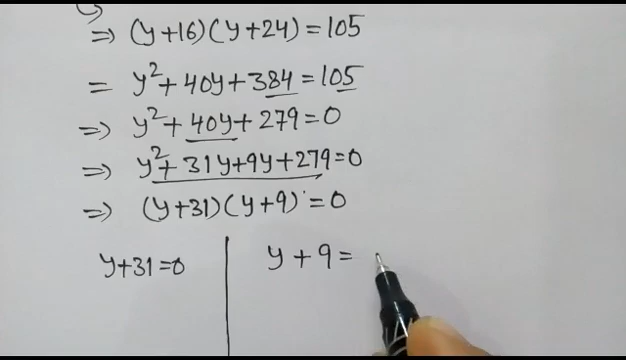 ⇒ (y+16)(y+24) = 105
= y²+40y+384 = 105
⇒ y²+40y+279=0
⇒ y²+31y+9y+279=0
⇒ (y+31)(y+9) = 0
y+31=0 | y+9=